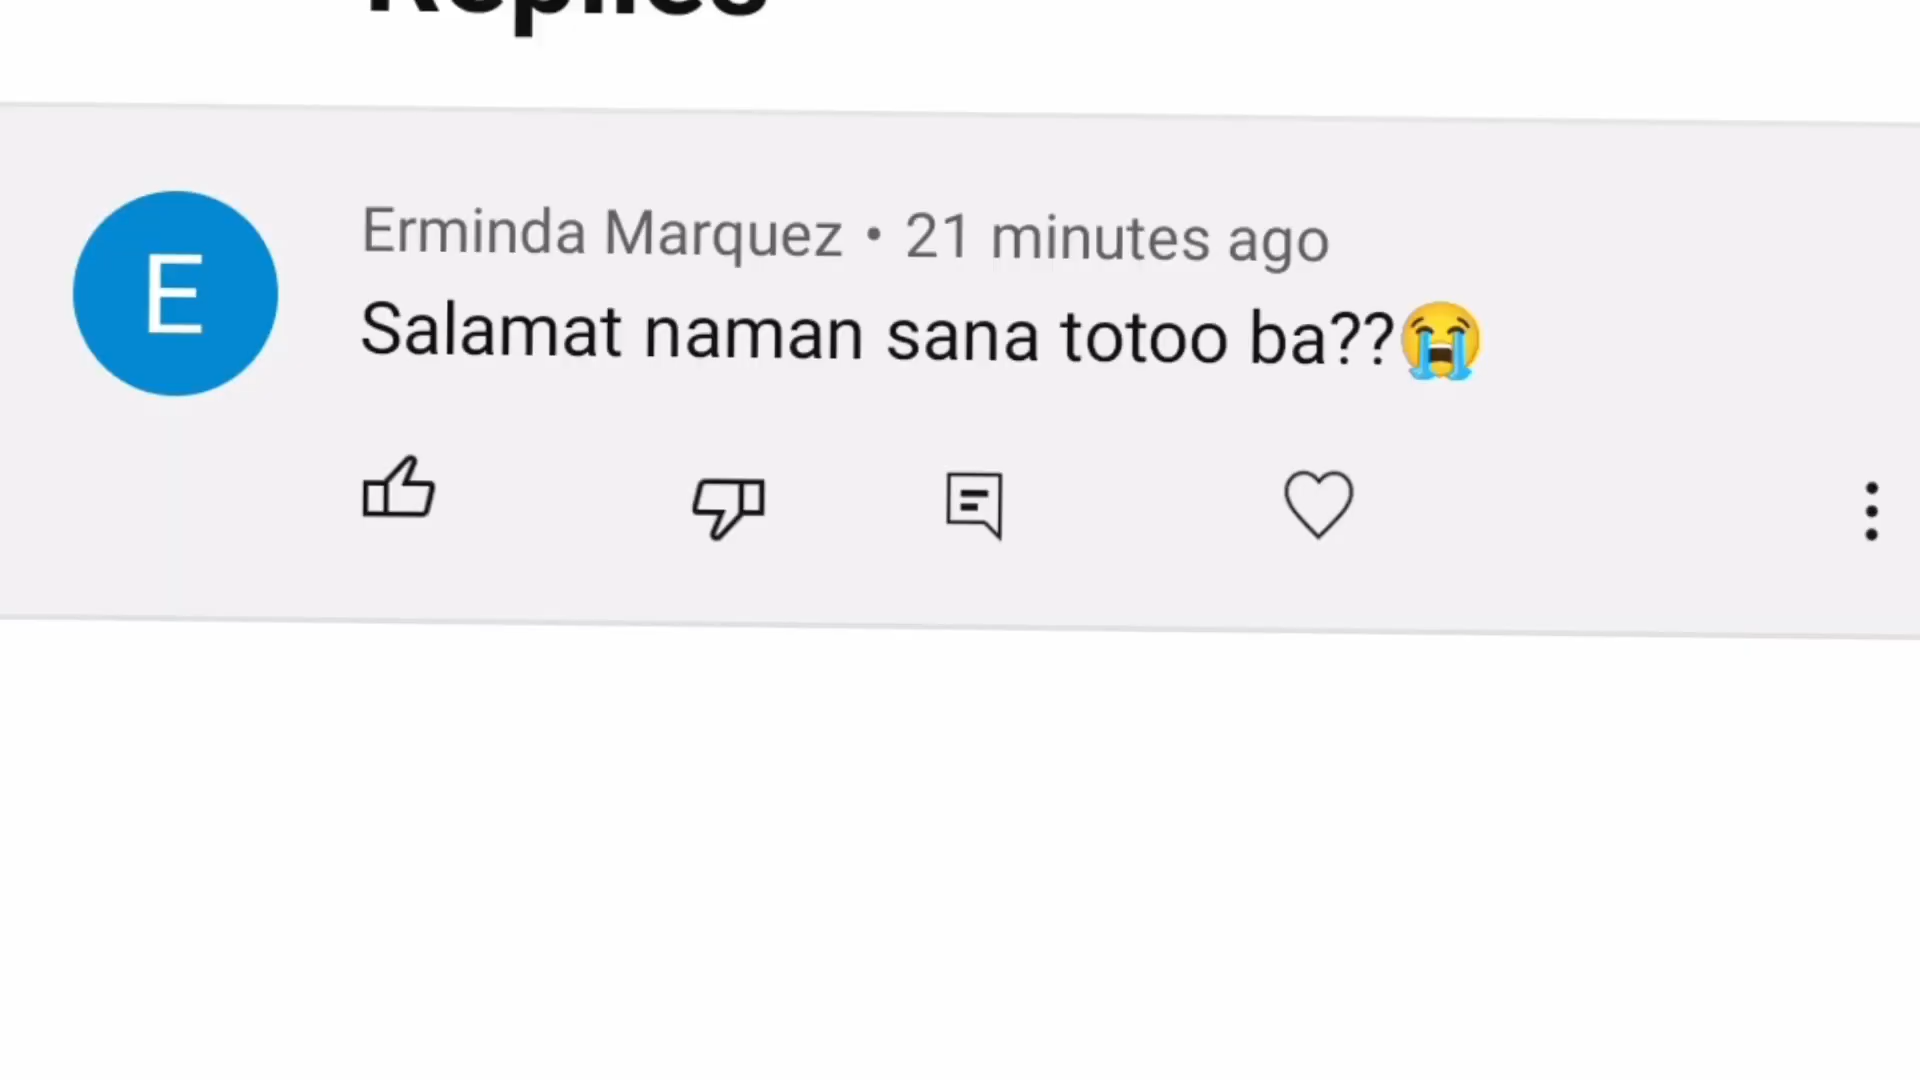 Replies
E
Erminda Marquez • 21 minutes ago
Salamat naman sana totoo ba??😭